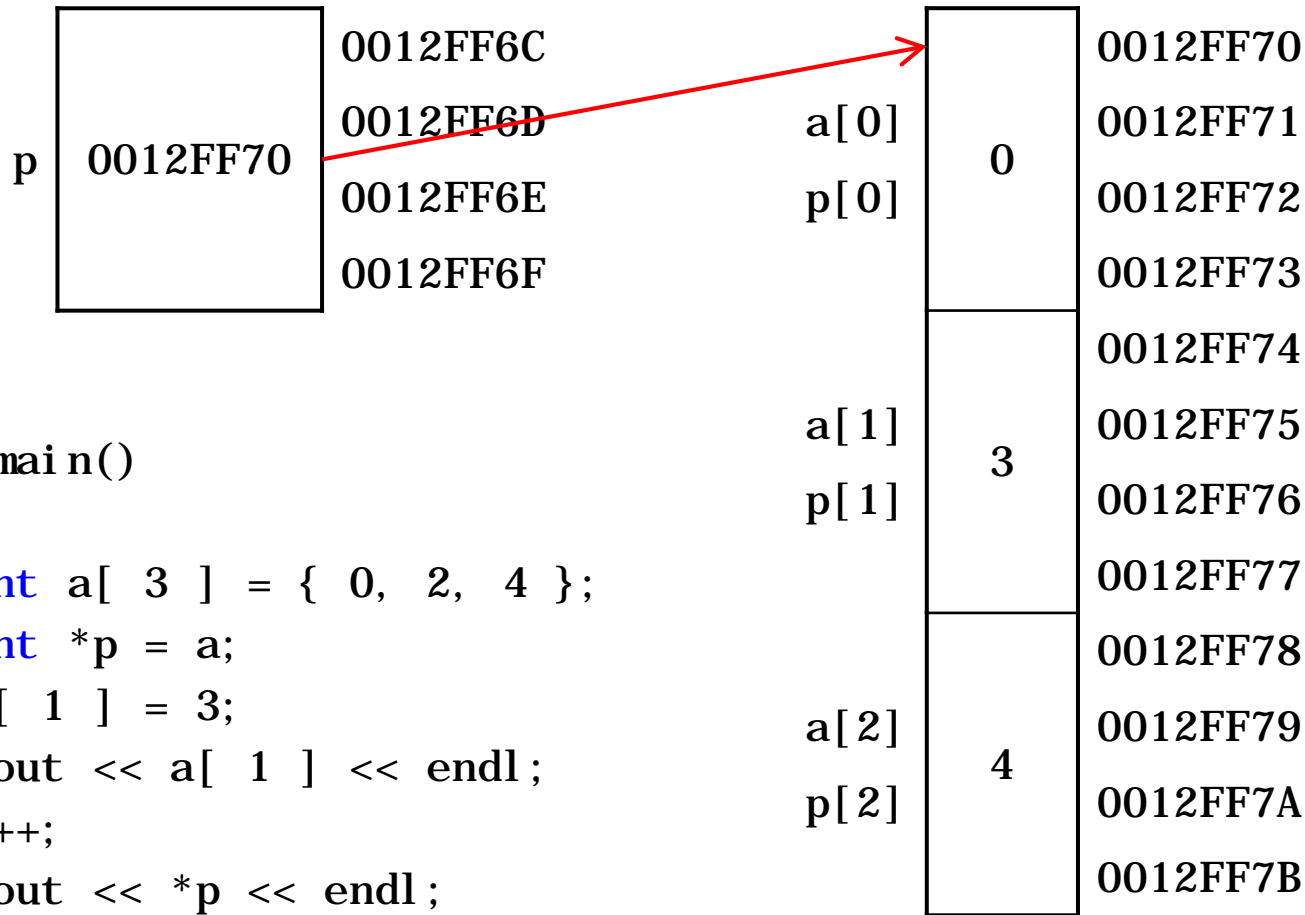 0012FF6C
0012FF6D
p 0012FF70
0012FF6E
0012FF6F
main()
nt a[ 3 ] = { 0, 2, 4 };
nt *p = a;
[ 1 ] = 3;
out << a[ 1 ] << endl;
++;
out << *p << endl;
a[0]
p[0]
0
a[1]
p[1]
3
a[2]
p[2]
4
0012FF70
0012FF71
0012FF72
0012FF73
0012FF74
0012FF75
0012FF76
0012FF77
0012FF78
0012FF79
0012FF7A
0012FF7B